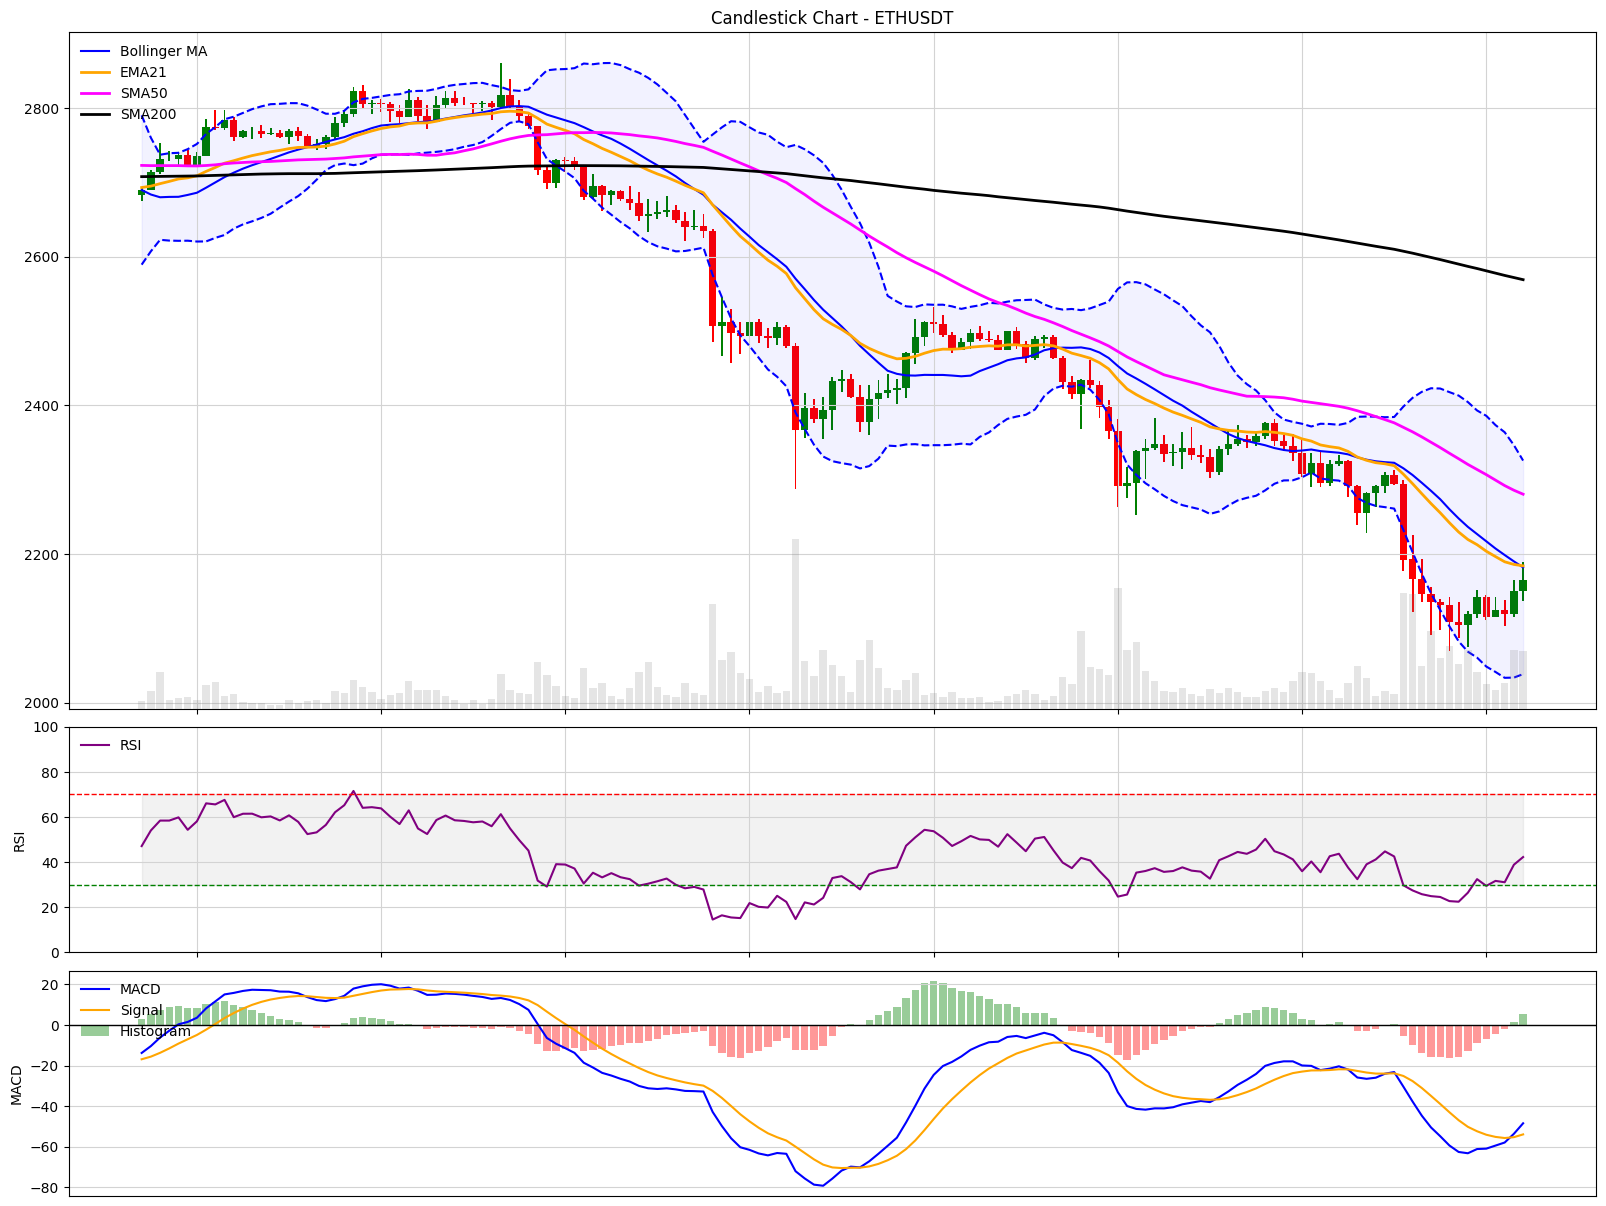 Candlestick Chart - ETHUSDT
Bollinger MA
EMA21
SMA50
SMA200
2800
2600
2400
2200
2000
100
80
60
40
20
0
RSI
RSI
20
0
−20
−40
−60
−80
MACD
MACD
Signal
Histogram